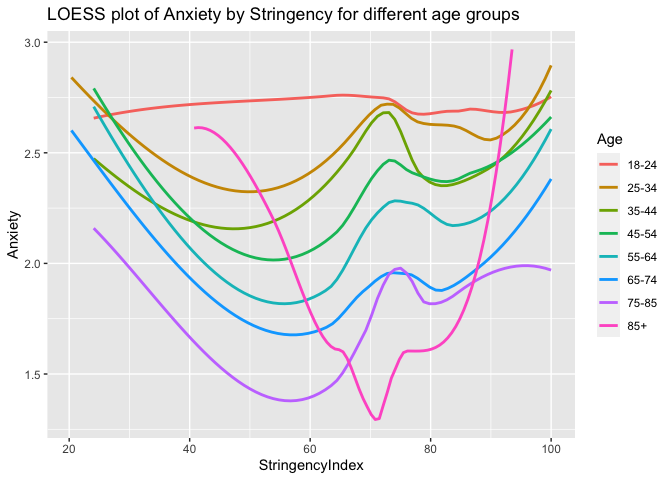 LOESS plot of Anxiety by Stringency for different age groups
3.0
2.5
2.0
1.5
Anxiety
20 40 60 80 100
StringencyIndex
Age
18-24
25-34
35-44
45-54
55-64
65-74
75-85
85+